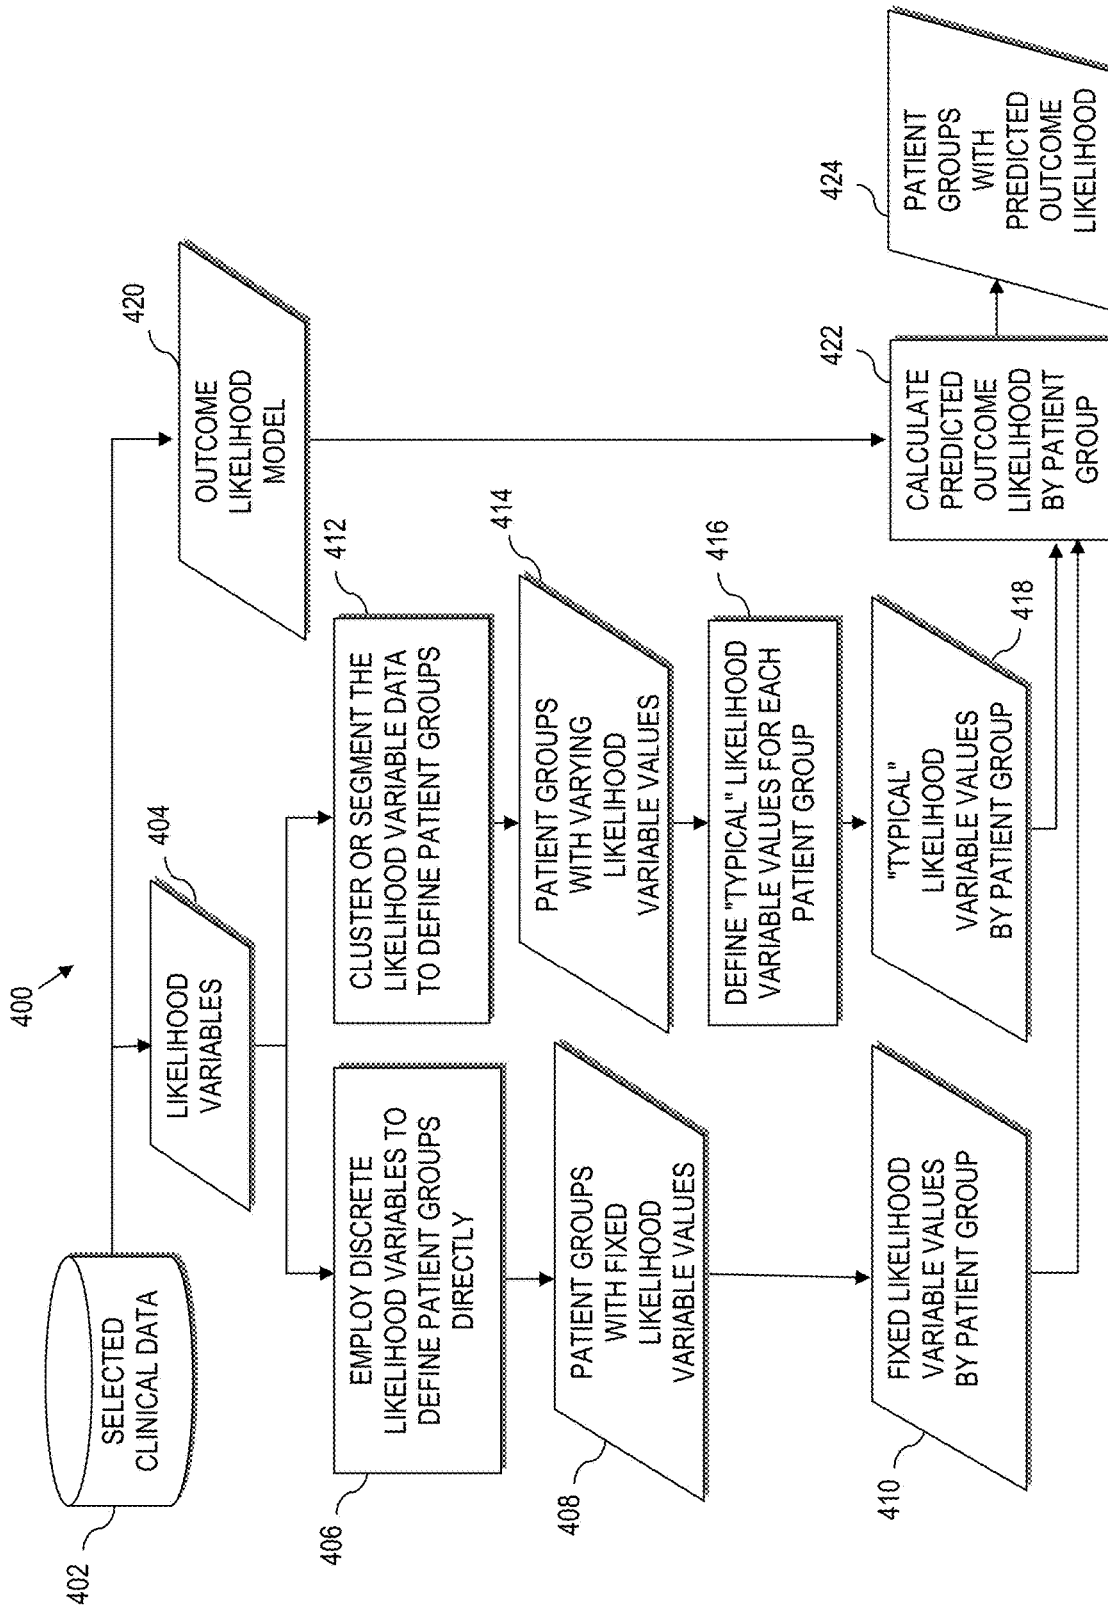 400
402
SELECTED
CLINICAL DATA
404
LIKELIHOOD
VARIABLES
420
OUTCOME
LIKELIHOOD
MODEL
406
EMPLOY DISCRETE
LIKELIHOOD VARIABLES TO
DEFINE PATIENT GROUPS
DIRECTLY
412
CLUSTER OR SEGMENT THE
LIKELIHOOD VARIABLE DATA
TO DEFINE PATIENT GROUPS
408
PATIENT GROUPS
WITH FIXED
LIKELIHOOD
VARIABLE VALUES
414
PATIENT GROUPS
WITH VARYING
LIKELIHOOD
VARIABLE VALUES
416
DEFINE "TYPICAL" LIKELIHOOD
VARIABLE VALUES FOR EACH
PATIENT GROUP
410
FIXED LIKELIHOOD
VARIABLE VALUES
BY PATIENT GROUP
418
"TYPICAL"
LIKELIHOOD
VARIABLE VALUES
BY PATIENT GROUP
422
CALCULATE
PREDICTED
OUTCOME
LIKELIHOOD
BY PATIENT
GROUP
424
PATIENT
GROUPS
WITH
PREDICTED
OUTCOME
LIKELIHOOD